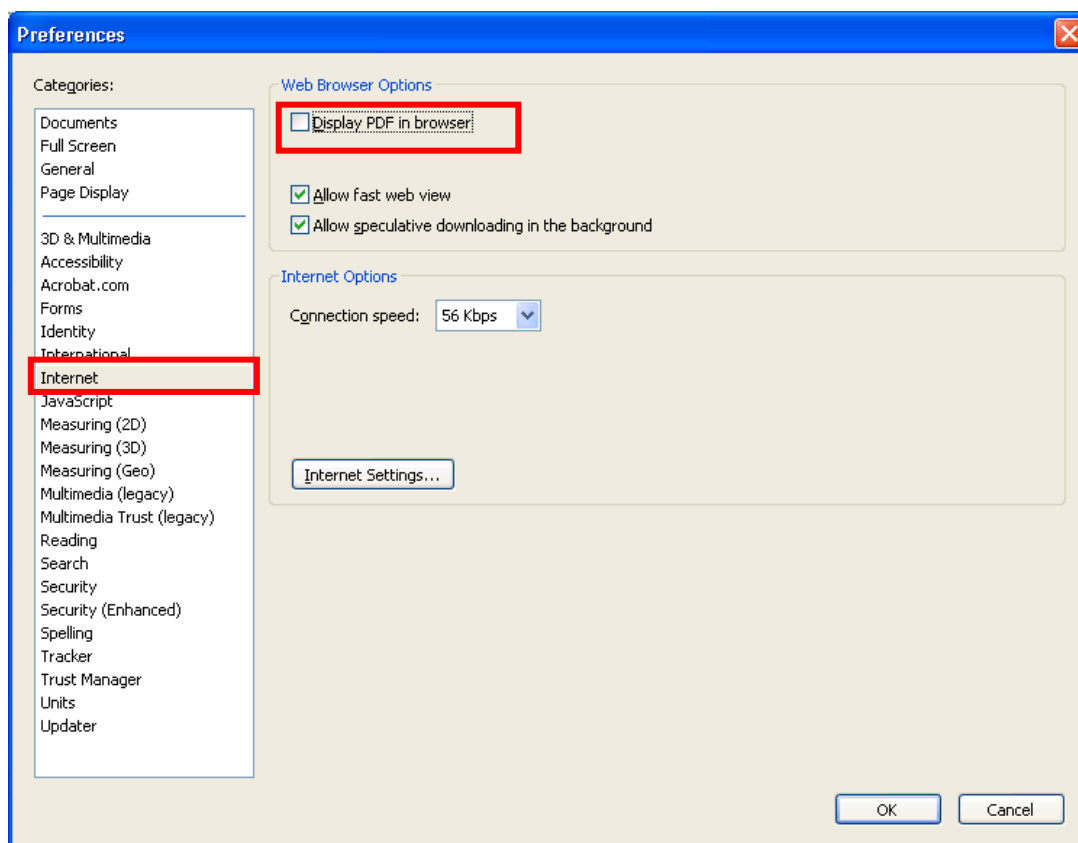 Preferences
Categories:
Documents
Full Screen
General
Page Display
3D & Multimedia
Accessibility
Acrobat.com
Forms
Identity
International
Internet
JavaScript
Measuring (2D)
Measuring (3D)
Measuring (Geo)
Multimedia (legacy)
Multimedia Trust (legacy)
Reading
Search
Security
Security (Enhanced)
Spelling
Tracker
Trust Manager
Units
Updater
Web Browser Options
Display PDF in browser
Allow fast web view
Allow speculative downloading in the background
Internet Options
Connection speed: 56 Kbps
Internet Settings...
OK Cancel